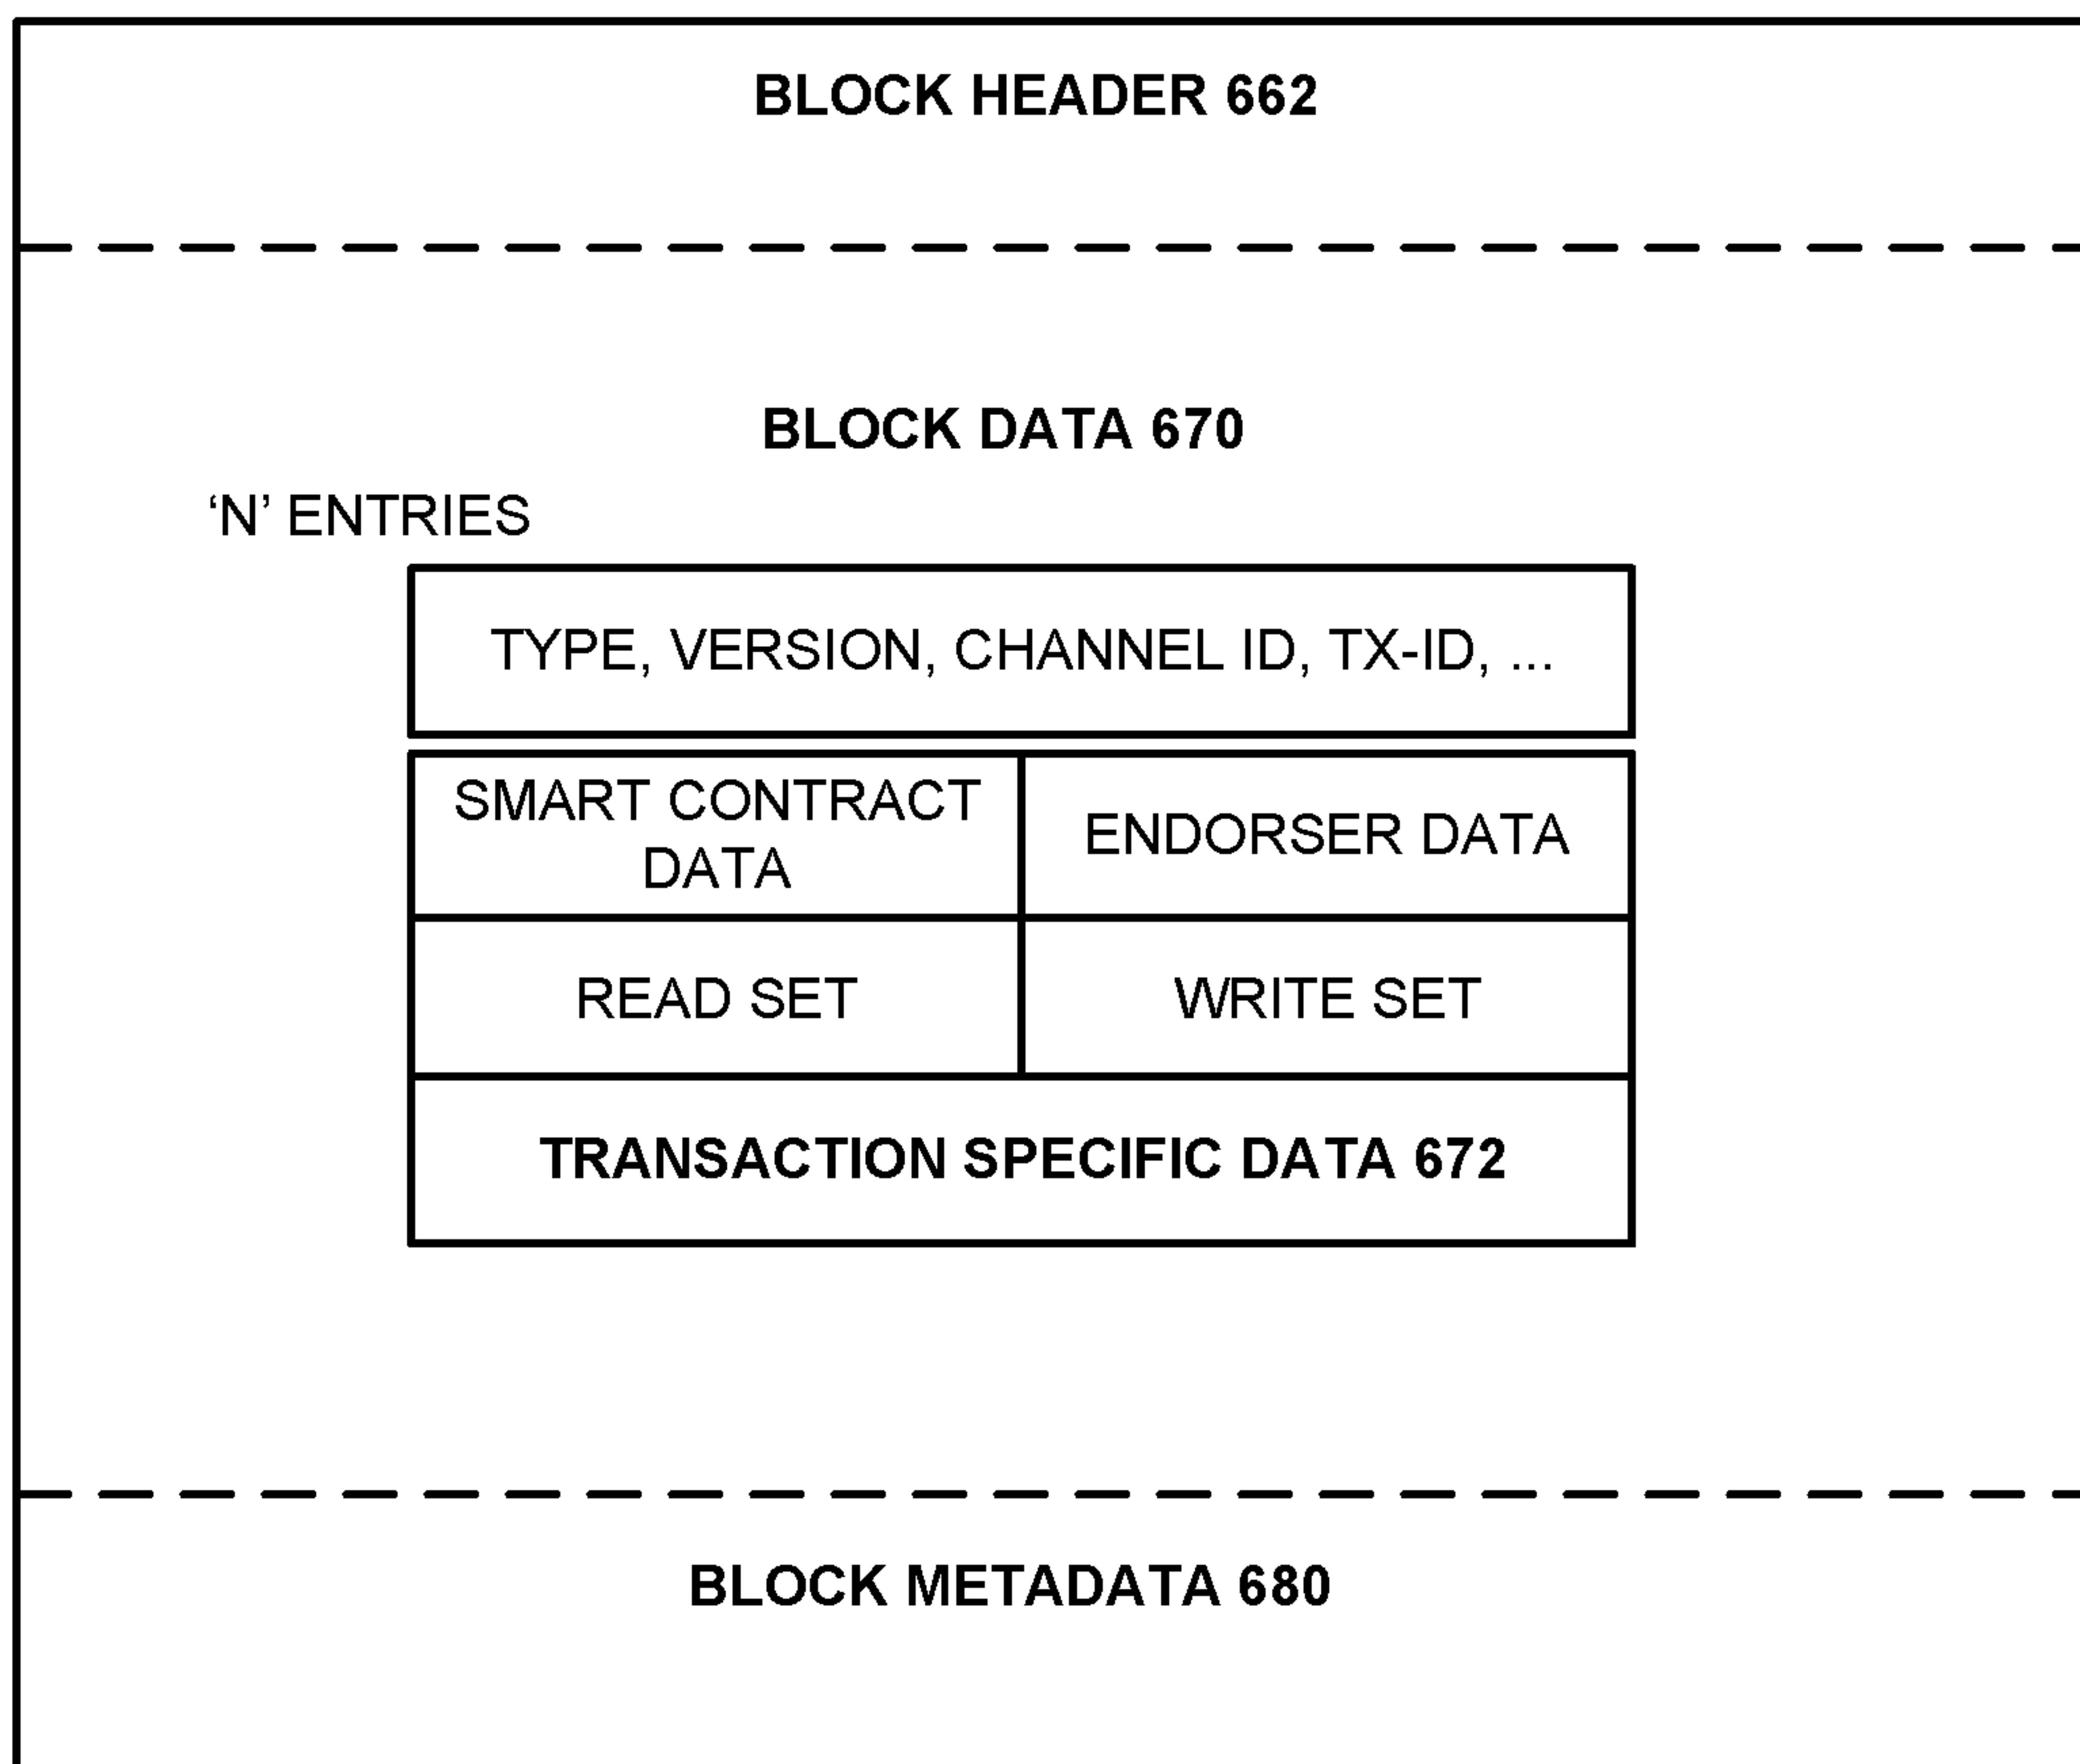 BLOCK HEADER 662
BLOCK DATA 670
‘N’ ENTRIES
TYPE, VERSION, CHANNEL ID, TX-ID, ...
SMART CONTRACT
DATA
ENDORSER DATA
READ SET
WRITE SET
TRANSACTION SPECIFIC DATA 672
BLOCK METADATA 680